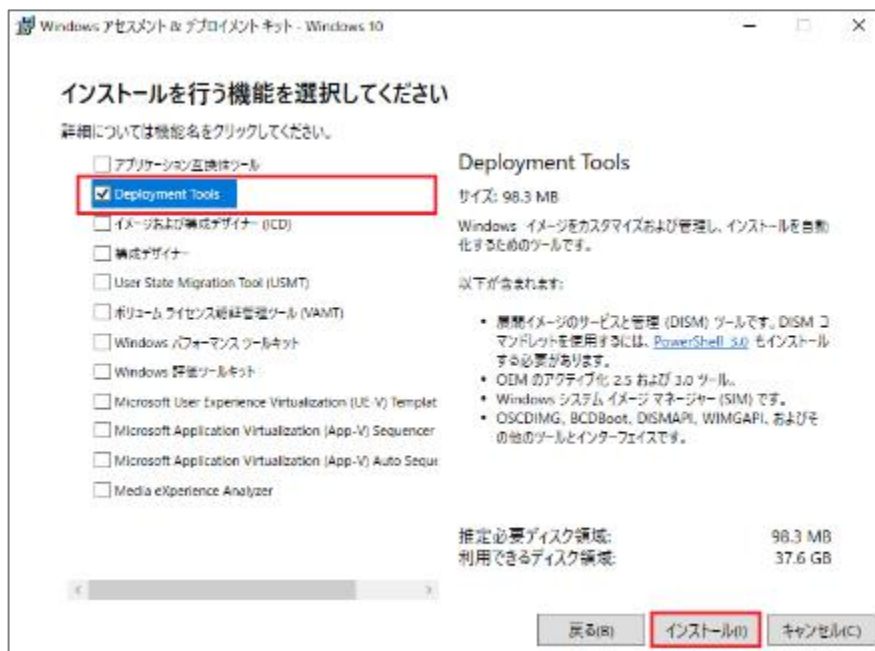 Windows アセスメント & デプロイメント キット - Windows 10
インストールを行う機能を選択してください
詳細については機能名をクリックしてください。
アプリケーション互換性ツール
Deployment Tools
イメージおよび構成デザイナー (ICD)
構成デザイナー
User State Migration Tool (USMT)
ボリューム ライセンス認証管理ツール (VAMT)
Windows パフォーマンス ツールキット
Windows 評価ツールキット
Microsoft User Experience Virtualization (UE-V) Templat
Microsoft Application Virtualization (App-V) Sequencer
Microsoft Application Virtualization (App-V) Auto Seque
Media eXperience Analyzer
Deployment Tools
サイズ: 98.3 MB
Windows イメージをカスタマイズおよび管理し、インストールを自動
化するためのツールです。
以下が含まれます:
• 展開イメージのサービスと管理 (DISM) ツールです。DISM コ
マンドレットを使用するには、PowerShell 3.0 もインストール
する必要があります。
• OEM のアクティブ化 2.5 および 3.0 ツール。
• Windows システム イメージ マネージャー (SIM) です。
• OSCDIMG、BCDBoot、DISMAPI、WIMGAPI、およびそ
の他のツールとインターフェイスです。
推定必要ディスク領域: 98.3 MB
利用できるディスク領域: 37.6 GB
戻る(B) インストール(I) キャンセル(C)